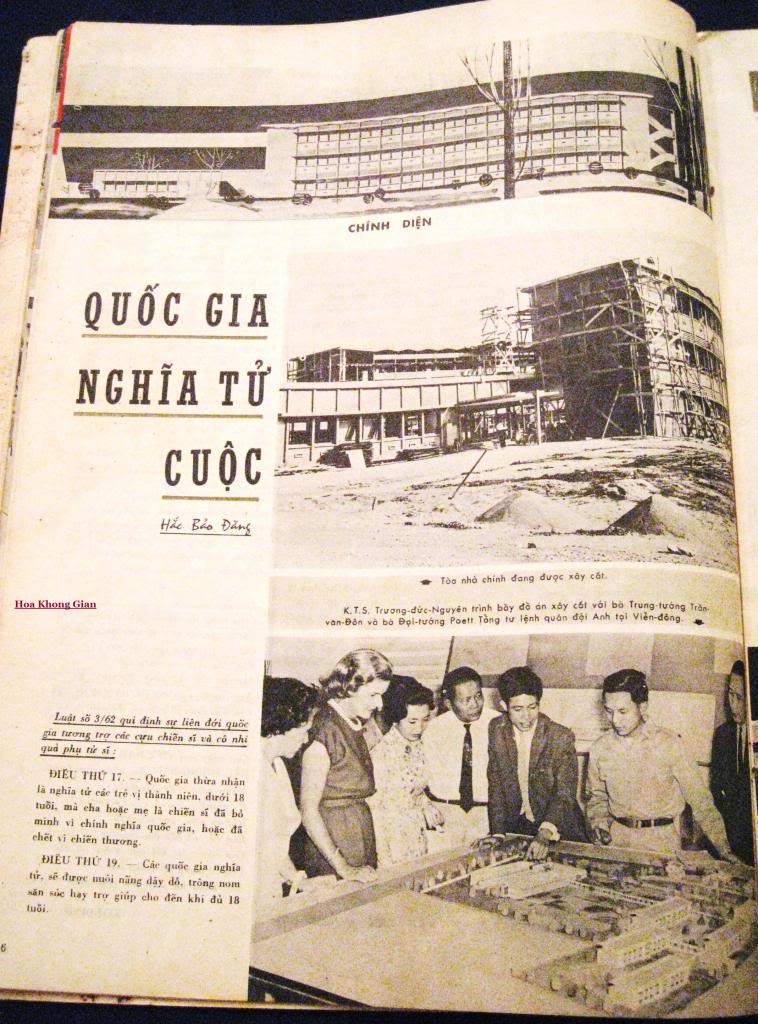 CHÍNH DIỆN
QUỐC GIA
NGHĨA TỬ
CUỘC
Hắc Bảo Đăng
Tòa nhà chính đang được xây cất.
K.T.S. Trương-đức-Nguyên trình bầy đồ án xây cất với bà Trung-tướng Trần-
văn-Đôn và bà Đại-tướng Poett Tổng tư lệnh quân đội Anh tại Viễn-đông.
Hoa Khong Gian
Luật số 3/62 qui định sự liên đới quốc
gia tương trợ các cựu chiến sĩ và cô nhi
quả phụ tử sĩ :
ĐIỀU THỨ 17. — Quốc gia thừa nhận
là nghĩa tử các trẻ vị thành niên, dưới 18
tuổi, mà cha hoặc mẹ là chiến sĩ đã bỏ
mình vì chính nghĩa quốc gia, hoặc đã
chết vì chiến thương.
ĐIỀU THỨ 19. — Các quốc gia nghĩa
tử, sẽ được nuôi nấng dậy dỗ, trông nom
săn sóc hay trợ giúp cho đến khi đủ 18
tuổi.
6